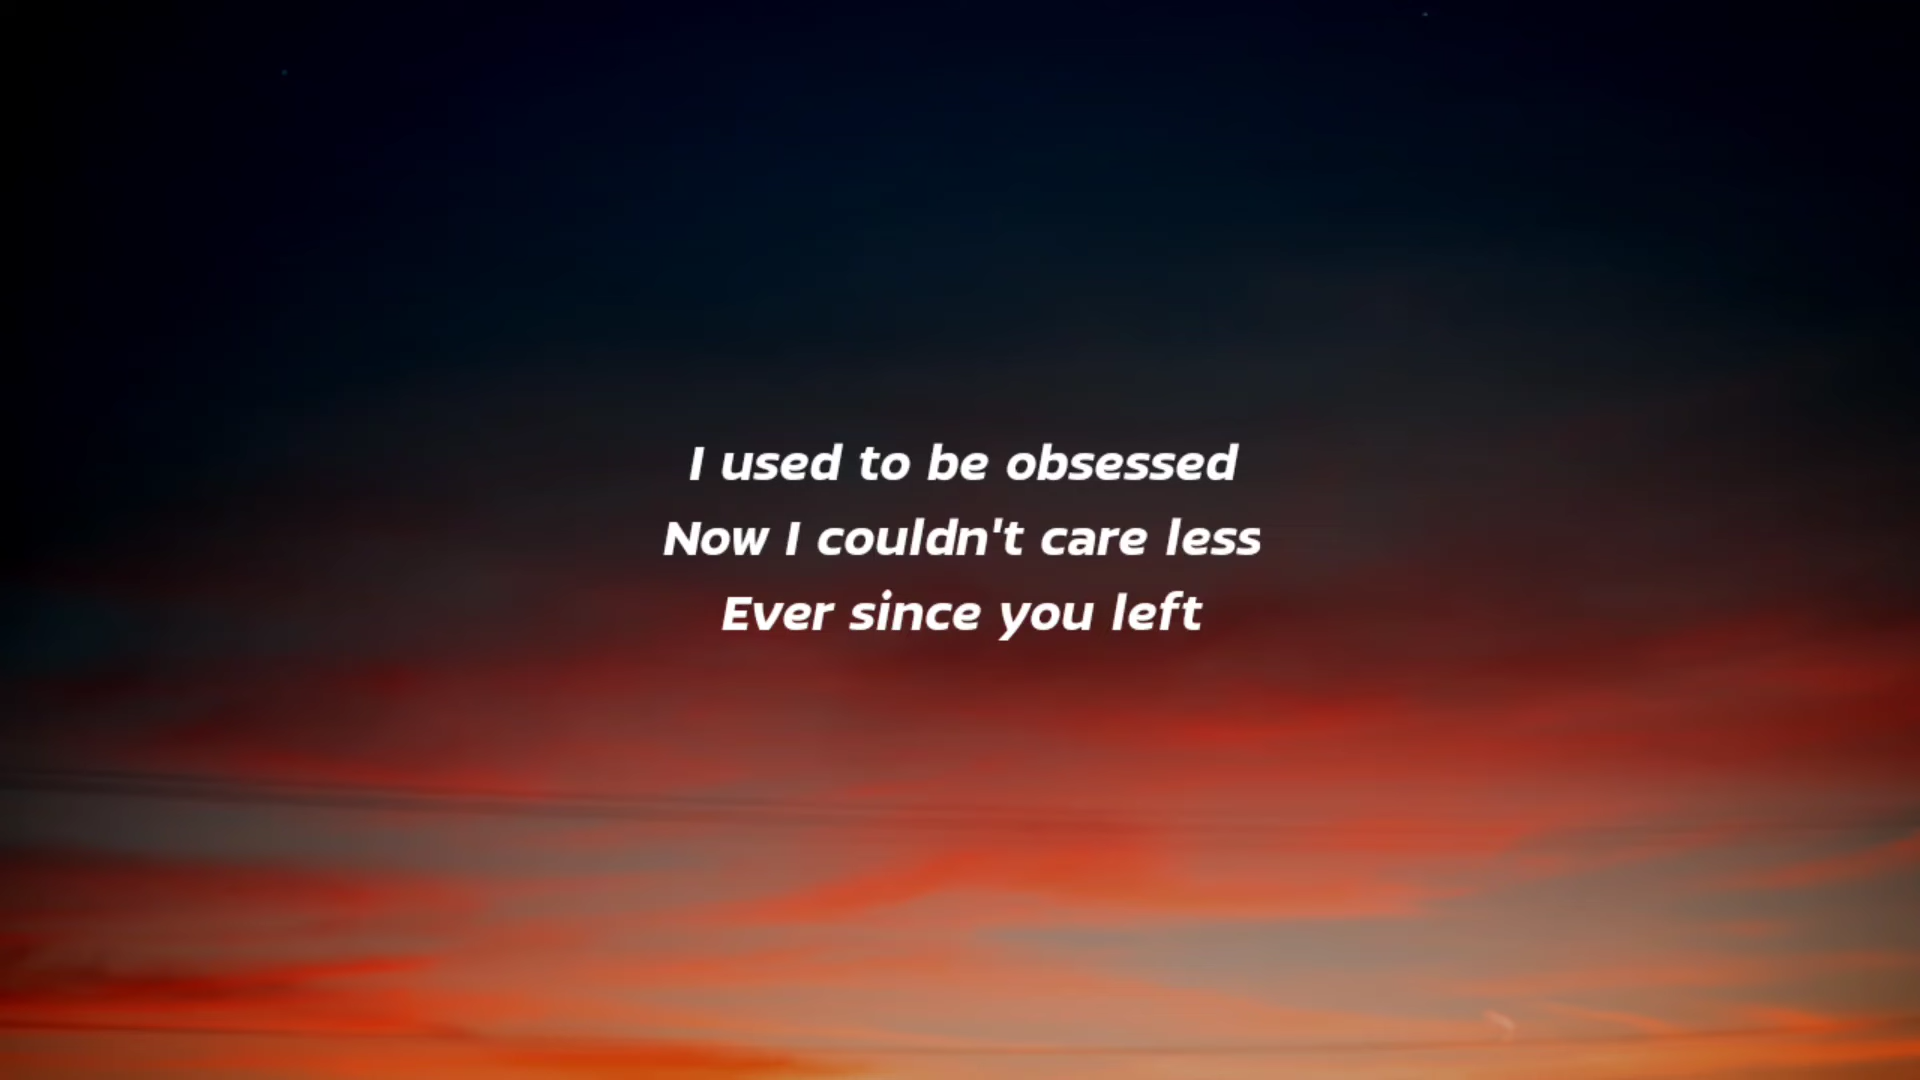 I used to be obsessed
Now I couldn't care less
Ever since you left